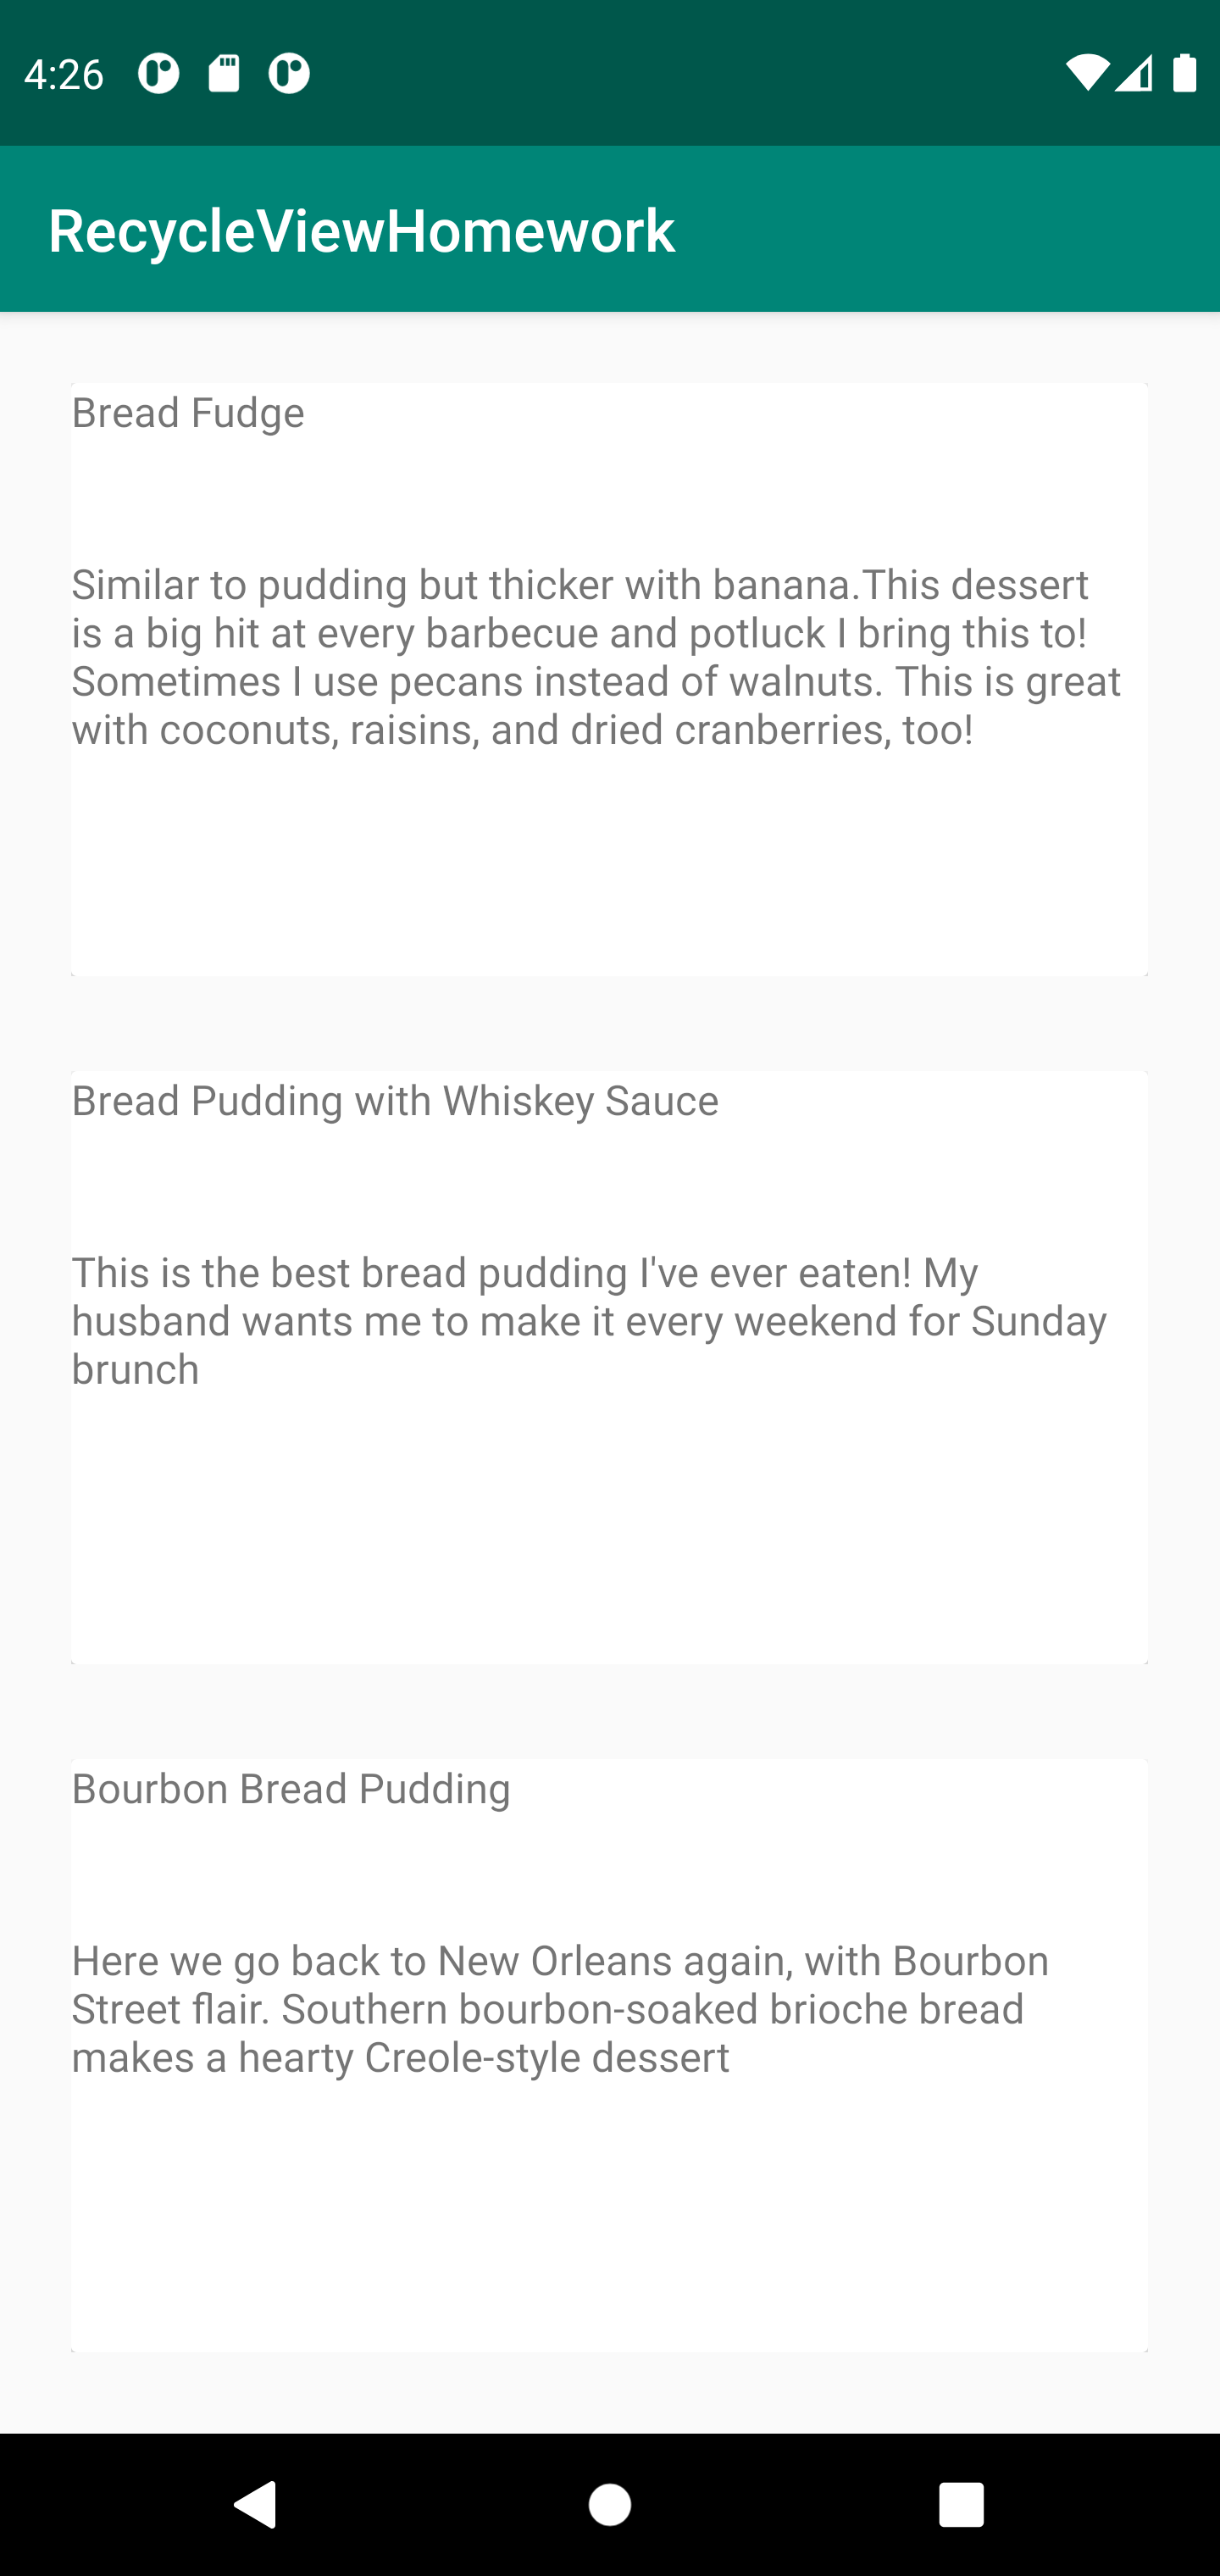 4:26
RecycleViewHomework
Bread Fudge
Similar to pudding but thicker with banana.This dessert
is a big hit at every barbecue and potluck I bring this to!
Sometimes I use pecans instead of walnuts. This is great
with coconuts, raisins, and dried cranberries, too!
Bread Pudding with Whiskey Sauce
This is the best bread pudding I've ever eaten! My
husband wants me to make it every weekend for Sunday
brunch
Bourbon Bread Pudding
Here we go back to New Orleans again, with Bourbon
Street flair. Southern bourbon-soaked brioche bread
makes a hearty Creole-style dessert